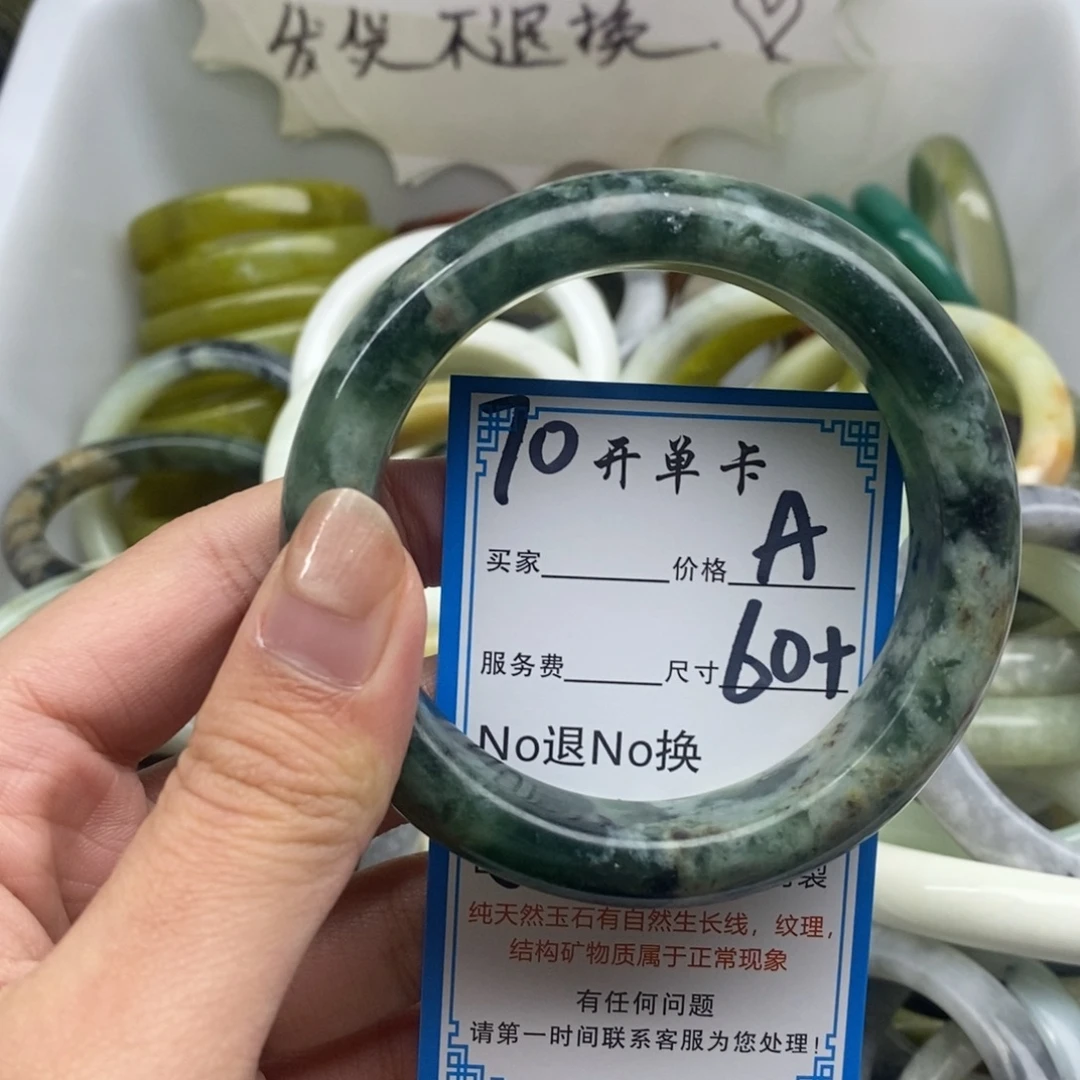 发货不退换
70 开单卡
买家 价格 A
服务费 尺寸 60+
No退No换
制
纯天然玉石有自然生长线，纹理，
结构矿物质属于正常现象
有任何问题
请第一时间联系客服为您处理！